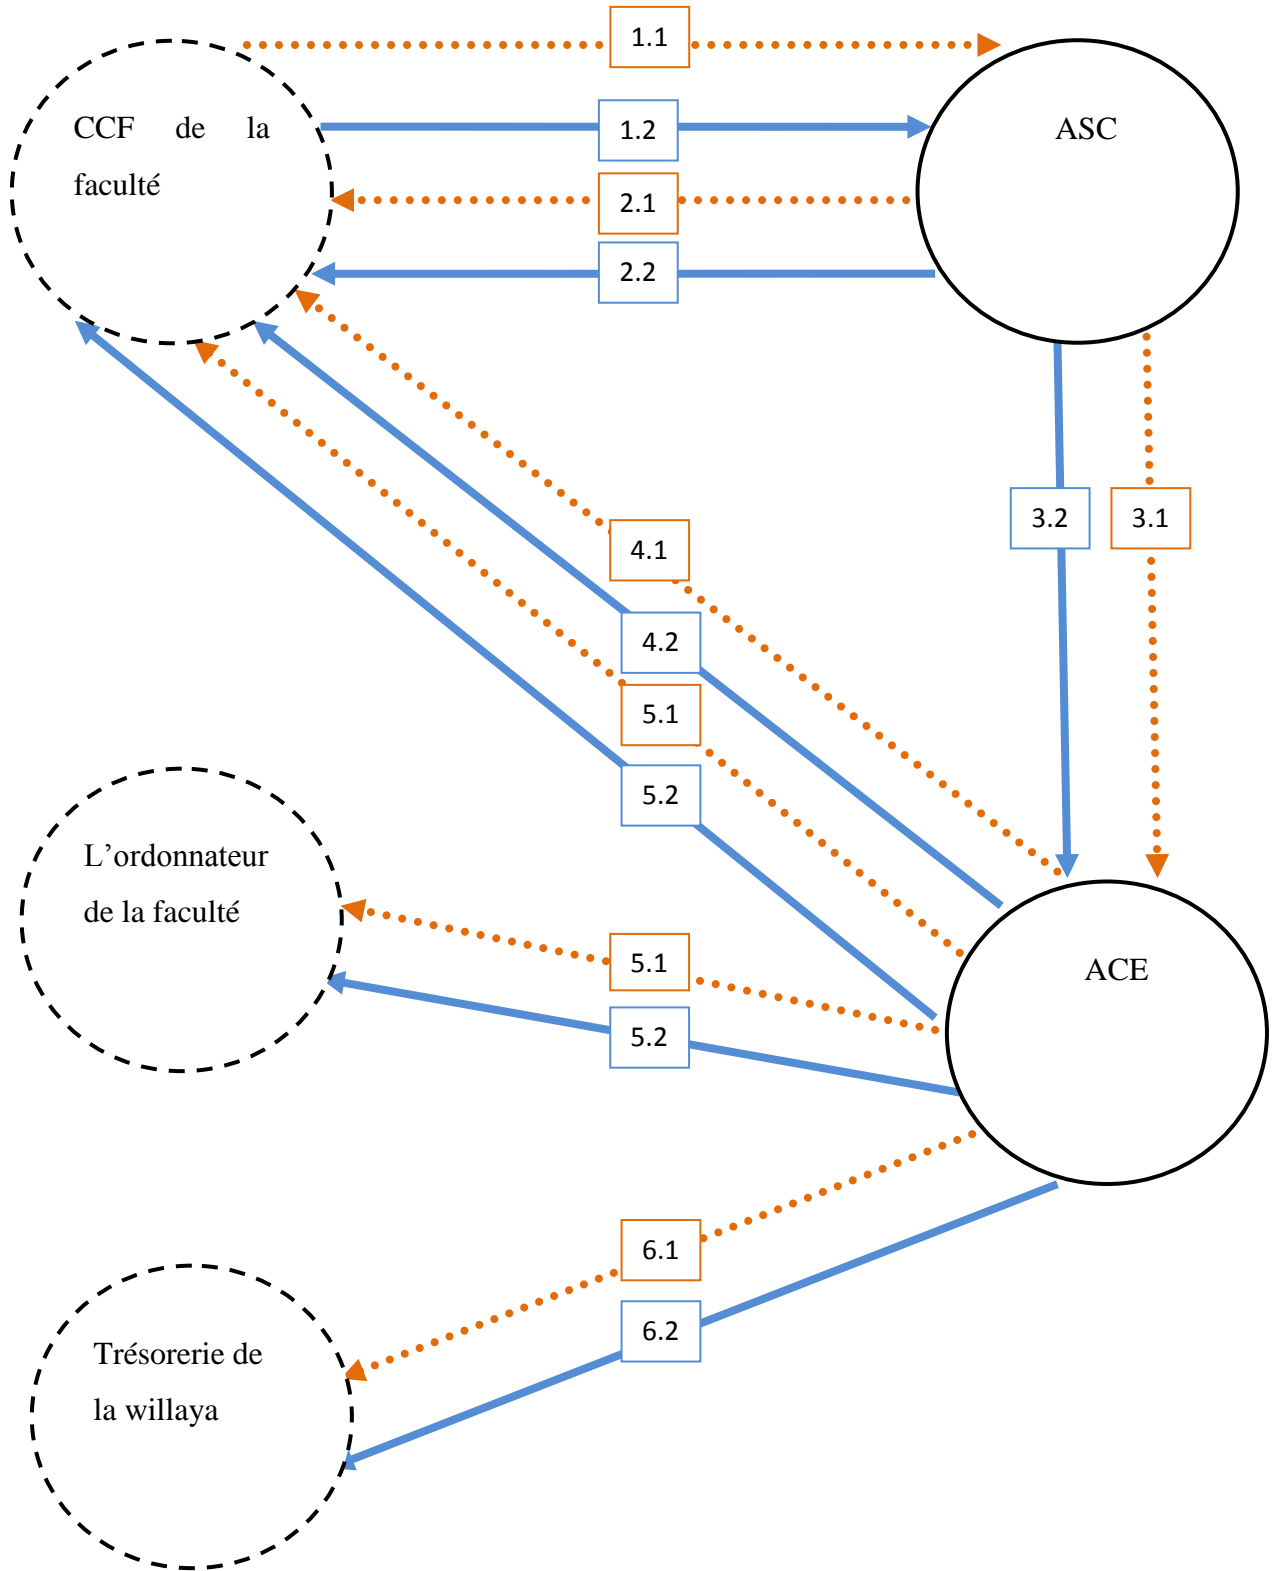 1.1
CCF de la
faculté
1.2
ASC
2.1
2.2
3.2
3.1
4.1
4.2
5.1
5.2
L’ordonnateur
de la faculté
5.1
5.2
ACE
6.1
6.2
Trésorerie de
la willaya